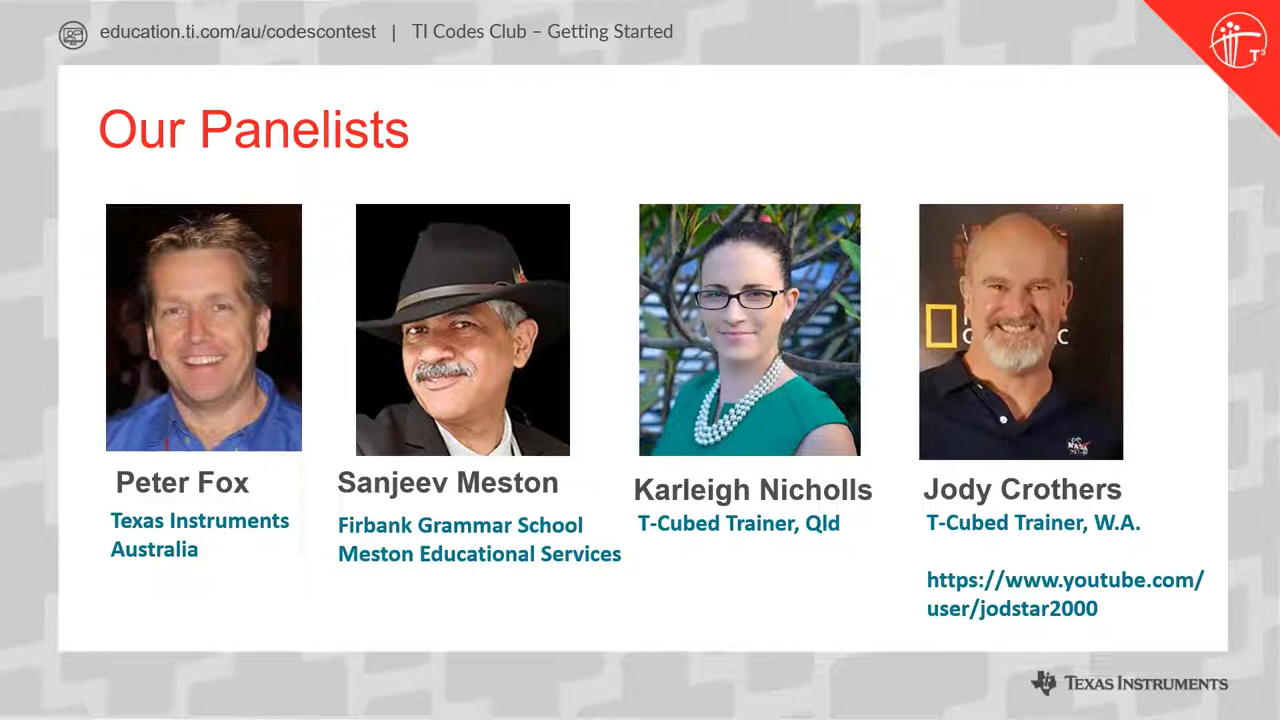 education.ti.com/au/codescontest | TI Codes Club – Getting Started
T³
Our Panelists
NASA
Peter Fox
Texas Instruments
Australia
Sanjeev Meston
Firbank Grammar School
Meston Educational Services
Karleigh Nicholls
T-Cubed Trainer, Qld
Jody Crothers
T-Cubed Trainer, W.A.
https://www.youtube.com/
user/jodstar2000
TEXAS INSTRUMENTS